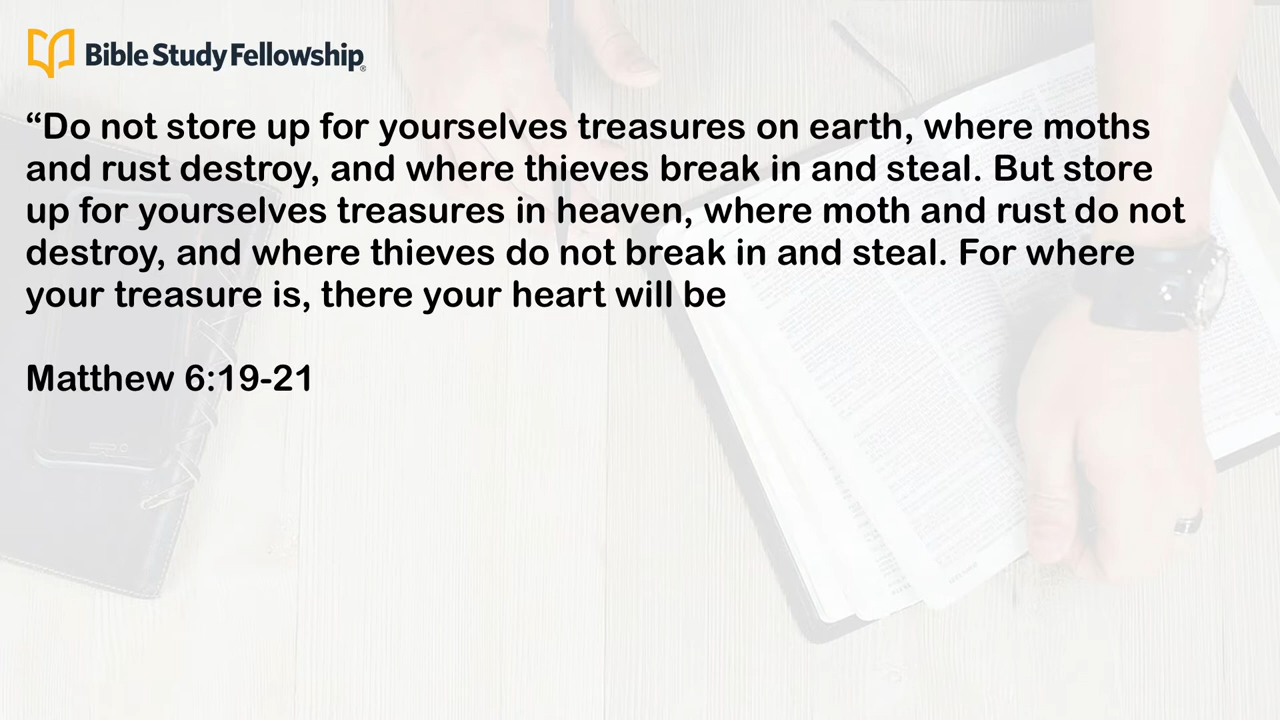 Bible Study Fellowship®
“Do not store up for yourselves treasures on earth, where moths
and rust destroy, and where thieves break in and steal. But store
up for yourselves treasures in heaven, where moth and rust do not
destroy, and where thieves do not break in and steal. For where
your treasure is, there your heart will be
Matthew 6:19-21